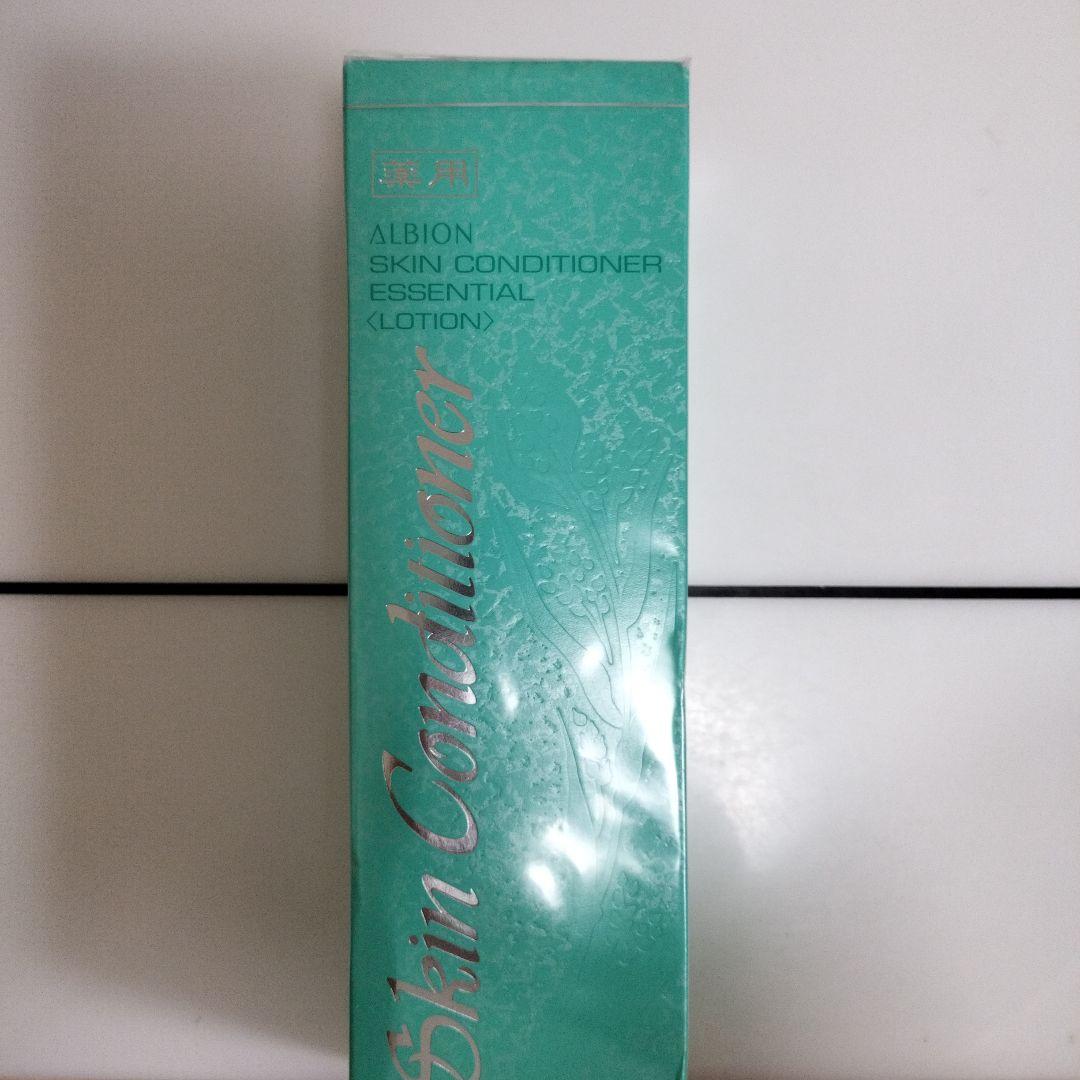 薬用
ALBION
SKIN CONDITIONER
ESSENTIAL
〈LOTION〉
Skin Conditioner